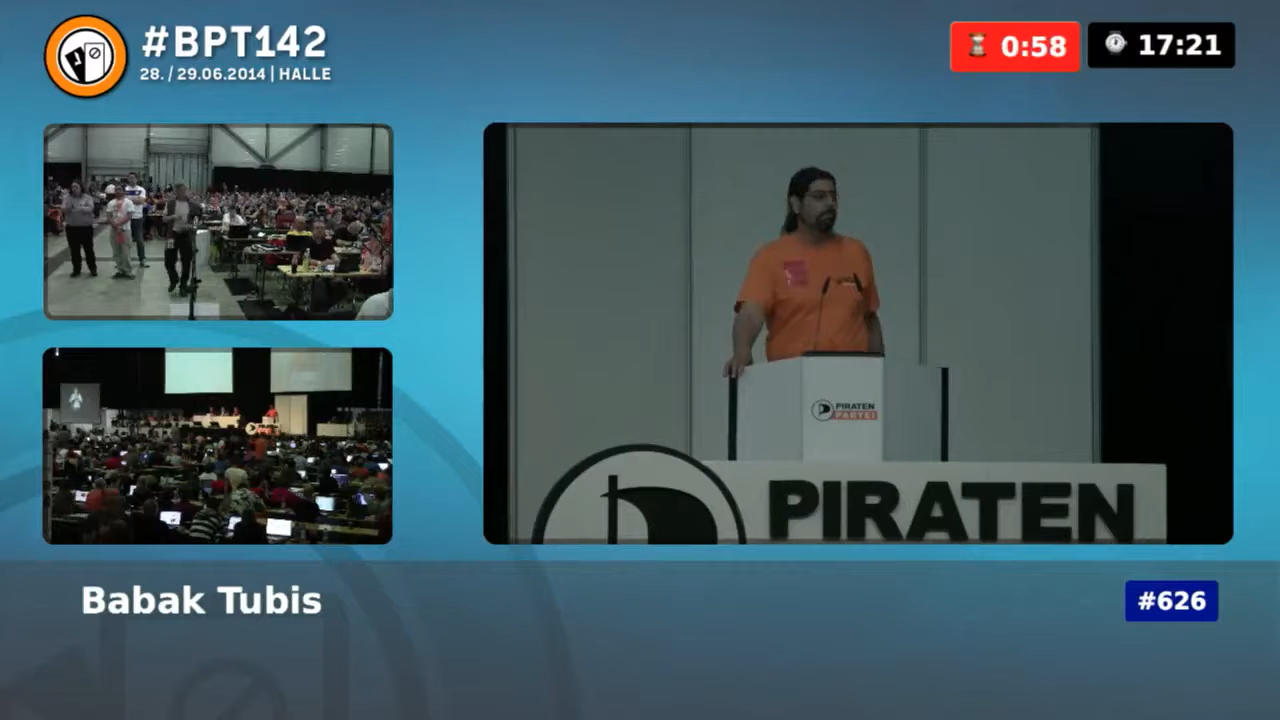 #BPT142
28. / 29.06.2014 | HALLE
0:58
17:21
PIRATEN
PARTEI
PIRATEN
Babak Tubis
#626